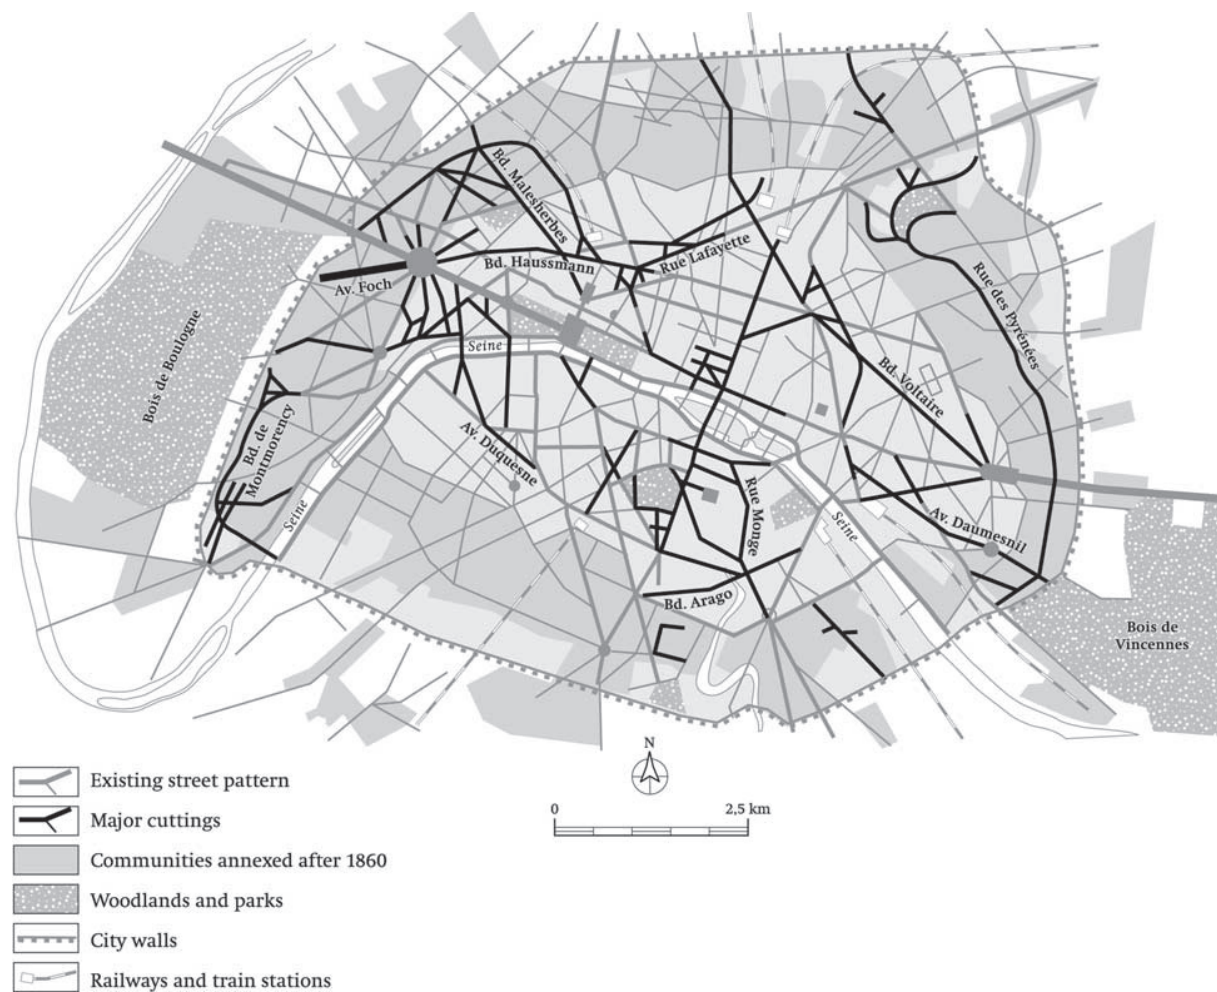 Bd. Malesherbes
Bd. Haussmann
Rue Lafayette
Av. Foch
Rue des Pyrénées
Bois de Boulogne
Seine
Bd. Voltaire
Bd. de
Montmorency
Av. Duquesne
Rue Monge
Seine
Seine
Av. Daumesnil
Bd. Arago
Bois de
Vincennes
N
0 2,5 km
Existing street pattern
Major cuttings
Communities annexed after 1860
Woodlands and parks
City walls
Railways and train stations